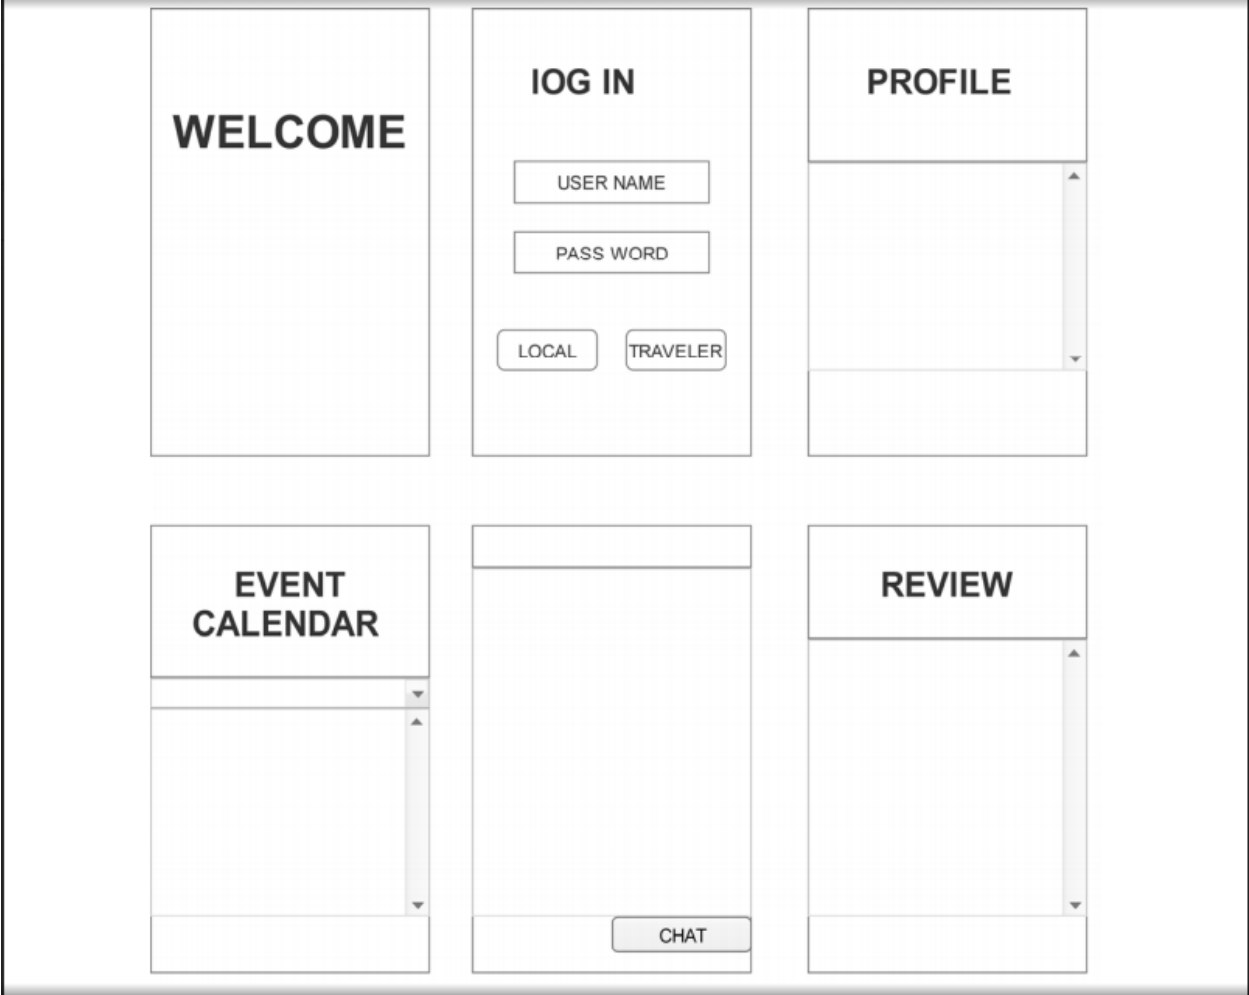 WELCOME
IOG IN
USER NAME
PASS WORD
LOCAL
TRAVELER
PROFILE
EVENT
CALENDAR
CHAT
REVIEW